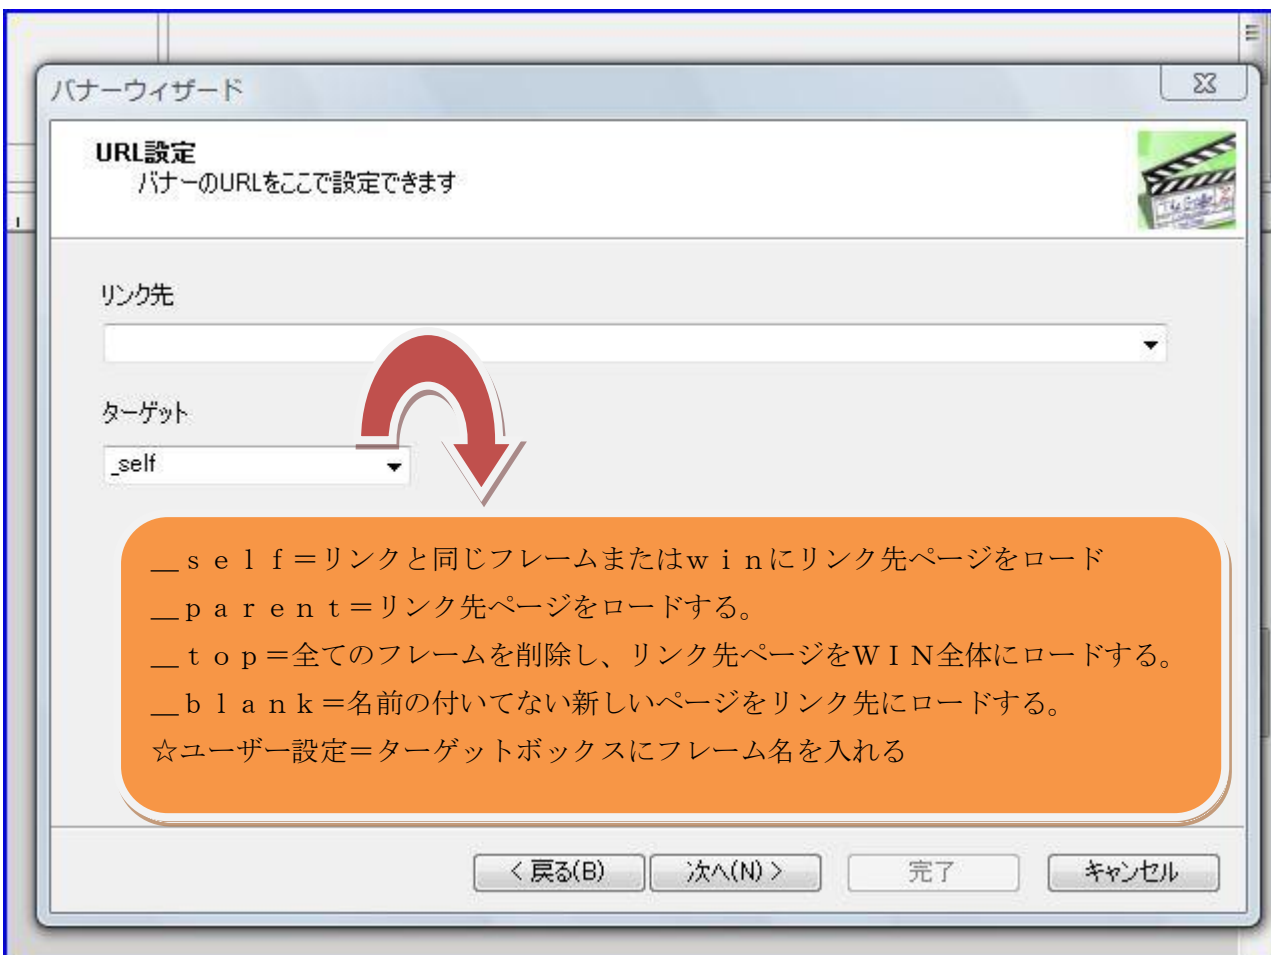 バナーウィザード
URL設定
バナーのURLをここで設定できます
リンク先
ターゲット
_self
＿ｓｅｌｆ＝リンクと同じフレームまたはｗｉｎにリンク先ページをロード
＿ｐａｒｅｎｔ＝リンク先ページをロードする。
＿ｔｏｐ＝全てのフレームを削除し、リンク先ページをＷＩＮ全体にロードする。
＿ｂｌａｎｋ＝名前の付いてない新しいページをリンク先にロードする。
☆ユーザー設定＝ターゲットボックスにフレーム名を入れる
< 戻る(B) 次へ(N) > 完了 キャンセル